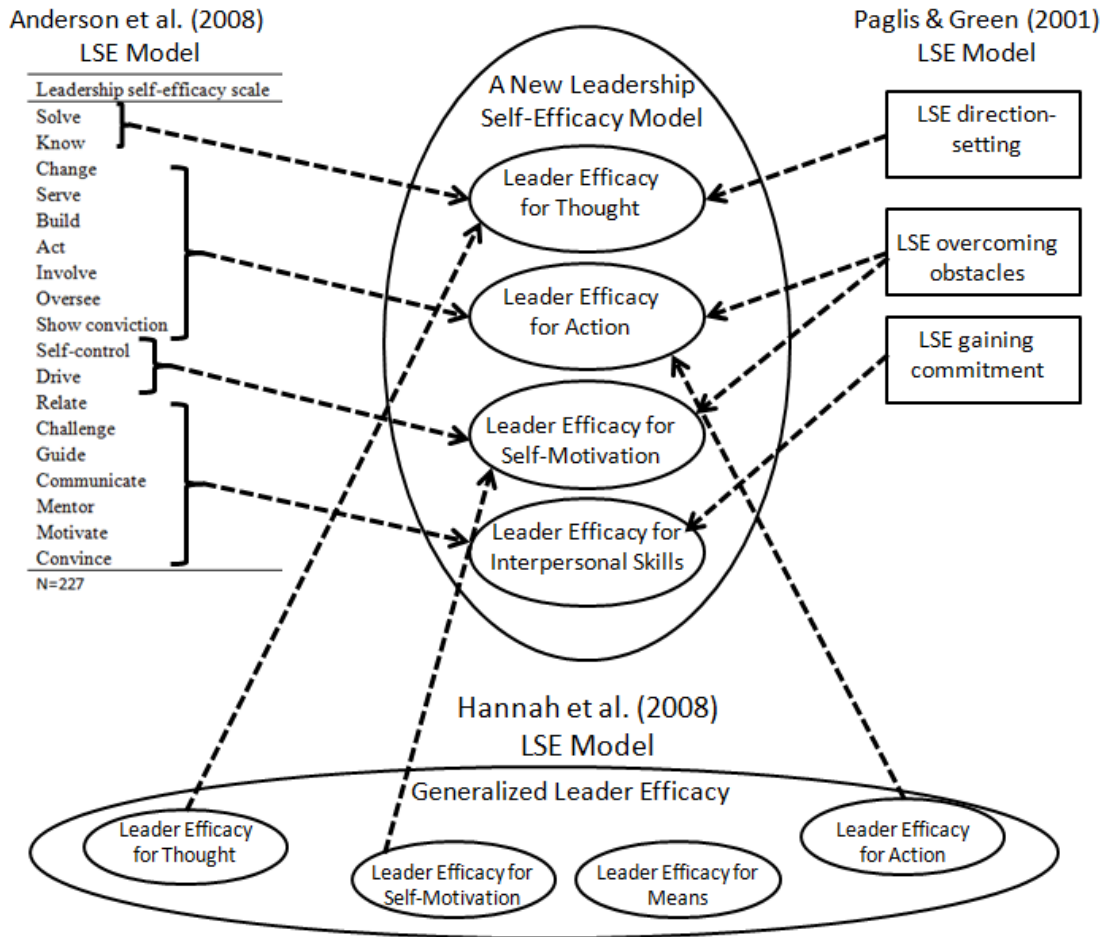 Anderson et al. (2008)
LSE Model
Leadership self-efficacy scale
Solve
Know
Change
Serve
Build
Act
Involve
Oversee
Show conviction
Self-control
Drive
Relate
Challenge
Guide
Communicate
Mentor
Motivate
Convince
N=227
A New Leadership
Self-Efficacy Model
Leader Efficacy
for Thought
Leader Efficacy
for Action
Leader Efficacy for
Self-Motivation
Leader Efficacy for
Interpersonal Skills
Paglis & Green (2001)
LSE Model
LSE direction-
setting
LSE overcoming
obstacles
LSE gaining
commitment
Hannah et al. (2008)
LSE Model
Generalized Leader Efficacy
Leader Efficacy
for Thought
Leader Efficacy for
Self-Motivation
Leader Efficacy for
Means
Leader Efficacy
for Action